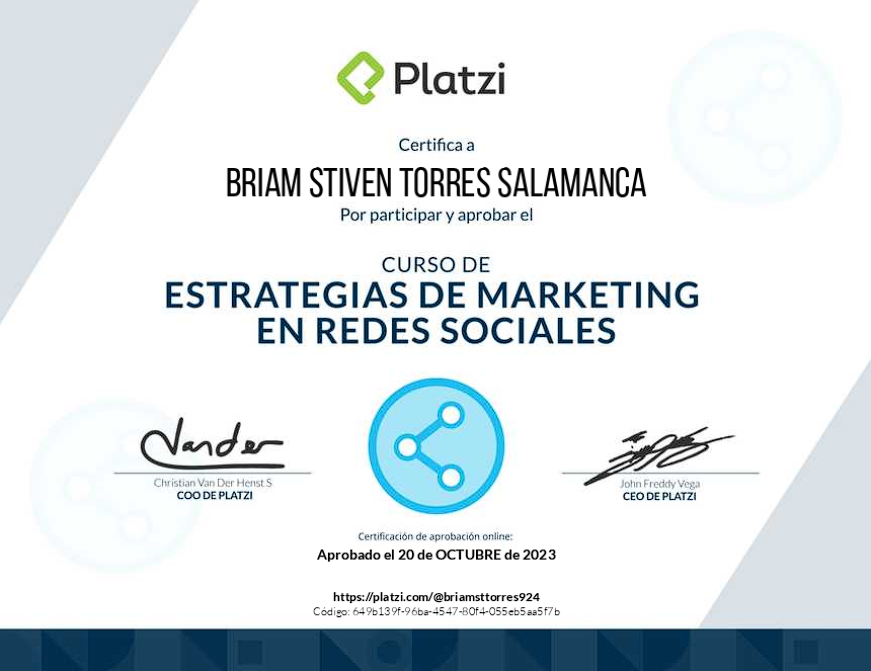 Platzi
Certifica a
BRIAM STIVEN TORRES SALAMANCA
Por participar y aprobar el
CURSO DE
ESTRATEGIAS DE MARKETING
EN REDES SOCIALES
Vander
Christian Van Der Henst S
COO DE PLATZI
John Freddy Vega
CEO DE PLATZI
Certificación de aprobación online:
Aprobado el 20 de OCTUBRE de 2023
https://platzi.com/@briamsttorres924
Código: 649b139f-96ba-4547-80f4-055eb5aa5f7b